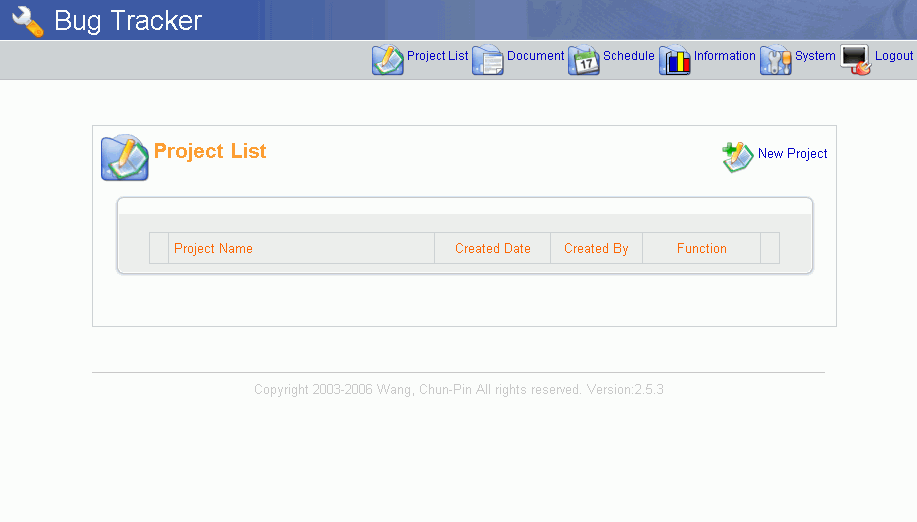 Bug Tracker
Project List Document Schedule Information System Logout
17
Project List
New Project
Project Name Created Date Created By Function
Copyright 2003-2006 Wang, Chun-Pin All rights reserved. Version:2.5.3